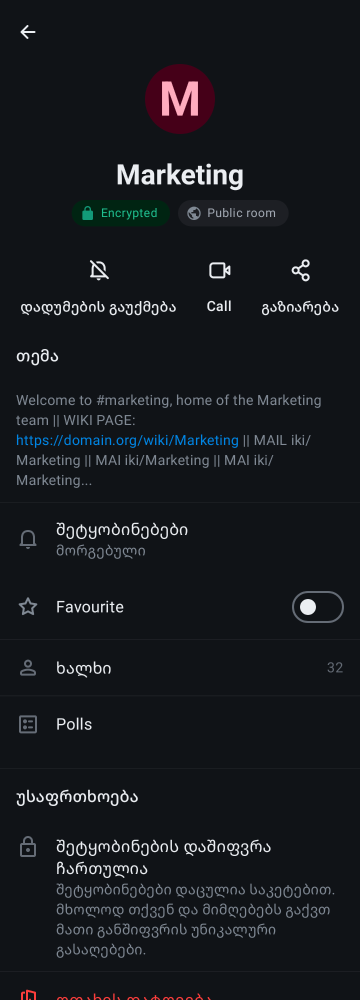 M
Marketing
Encrypted
Public room
დადუმების გაუქმება
Call
გაზიარება
თემა
Welcome to #marketing, home of the Marketing
team || WIKI PAGE:
https://domain.org/wiki/Marketing || MAIL iki/
Marketing || MAI iki/Marketing || MAI iki/
Marketing...
შეტყობინებები
მორგებული
Favourite
ხალხი
32
Polls
უსაფრთხოება
შეტყობინების დაშიფვრა
ჩართულია
შეტყობინებები დაცულია საკეტებით.
მხოლოდ თქვენ და მიმღებებს გაქვთ
მათი განშიფვრის უნიკალური
გასაღებები.